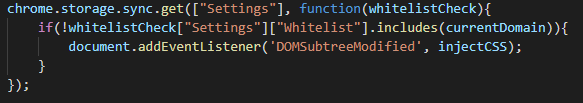 chrome.storage.sync.get(["Settings"], function(whitelistCheck){
    if(!whitelistCheck["Settings"]["Whitelist"].includes(currentDomain)){
        document.addEventListener('DOMSubtreeModified', injectCSS);
    }
});